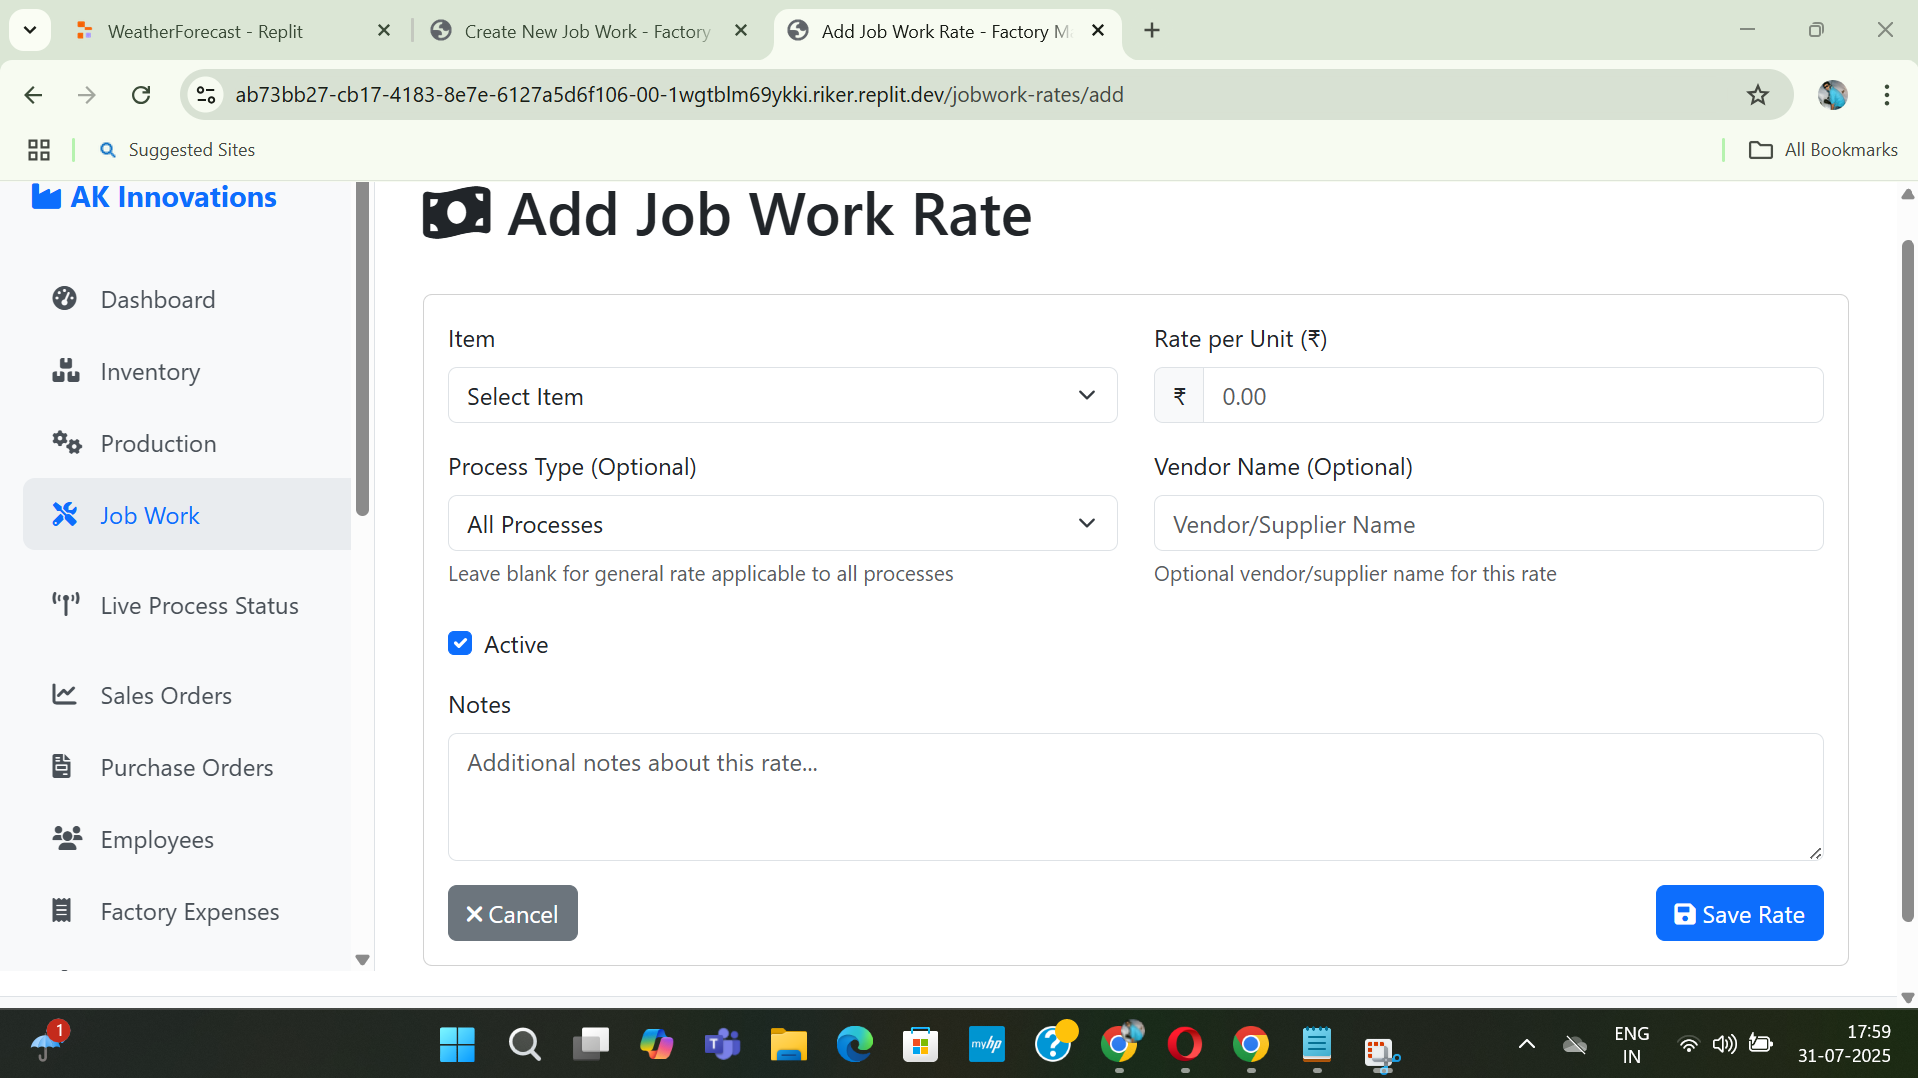 WeatherForecast - Replit
Create New Job Work - Factory
Add Job Work Rate - Factory M
ab73bb27-cb17-4183-8e7e-6127a5d6f106-00-1wgtblm69ykki.riker.replit.dev/jobwork-rates/add
Suggested Sites
All Bookmarks
AK Innovations
Dashboard
Inventory
Production
Job Work
Live Process Status
Sales Orders
Purchase Orders
Employees
Factory Expenses
Add Job Work Rate
Item
Rate per Unit (₹)
Select Item
₹ 0.00
Process Type (Optional)
Vendor Name (Optional)
All Processes
Vendor/Supplier Name
Leave blank for general rate applicable to all processes
Optional vendor/supplier name for this rate
Active
Notes
Additional notes about this rate...
Cancel
Save Rate
1
myhp
ENG
IN
17:59
31-07-2025